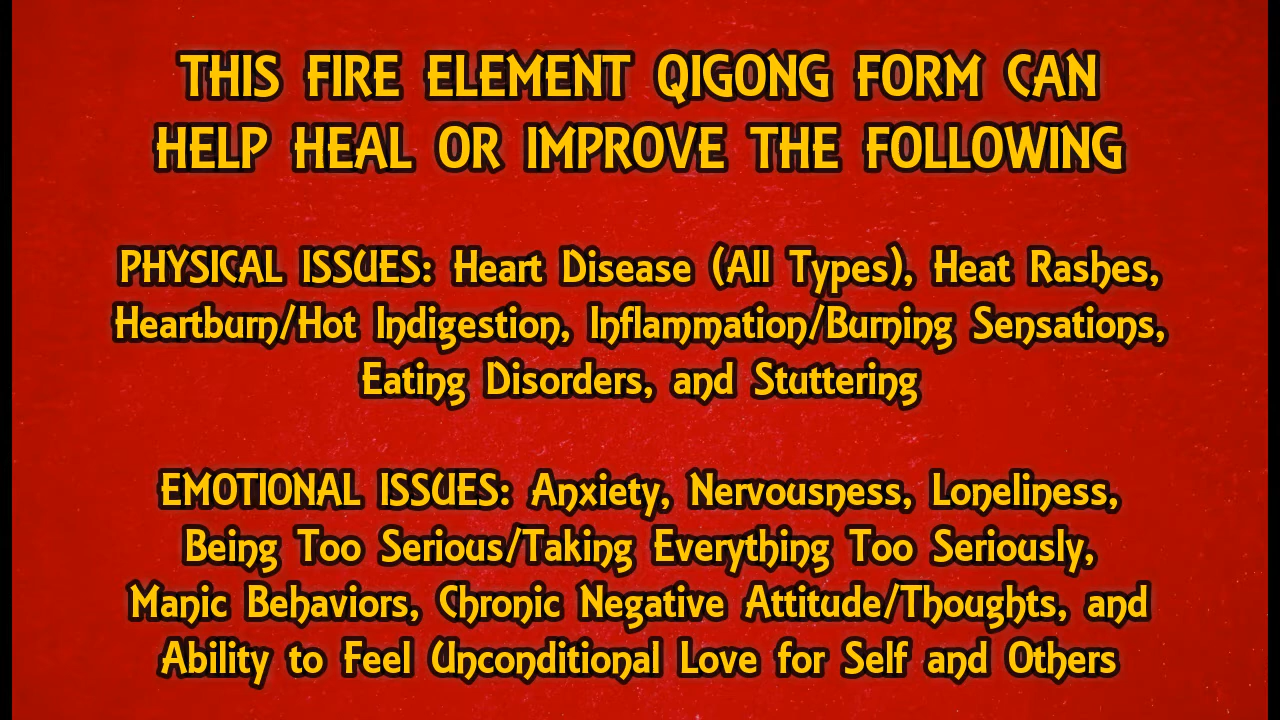 THIS FIRE ELEMENT QIGONG FORM CAN
HELP HEAL OR IMPROVE THE FOLLOWING
PHYSICAL ISSUES: Heart Disease (All Types), Heat Rashes,
Heartburn/Hot Indigestion, Inflammation/Burning Sensations,
Eating Disorders, and Stuttering
EMOTIONAL ISSUES: Anxiety, Nervousness, Loneliness,
Being Too Serious/Taking Everything Too Seriously,
Manic Behaviors, Chronic Negative Attitude/Thoughts, and
Ability to Feel Unconditional Love for Self and Others